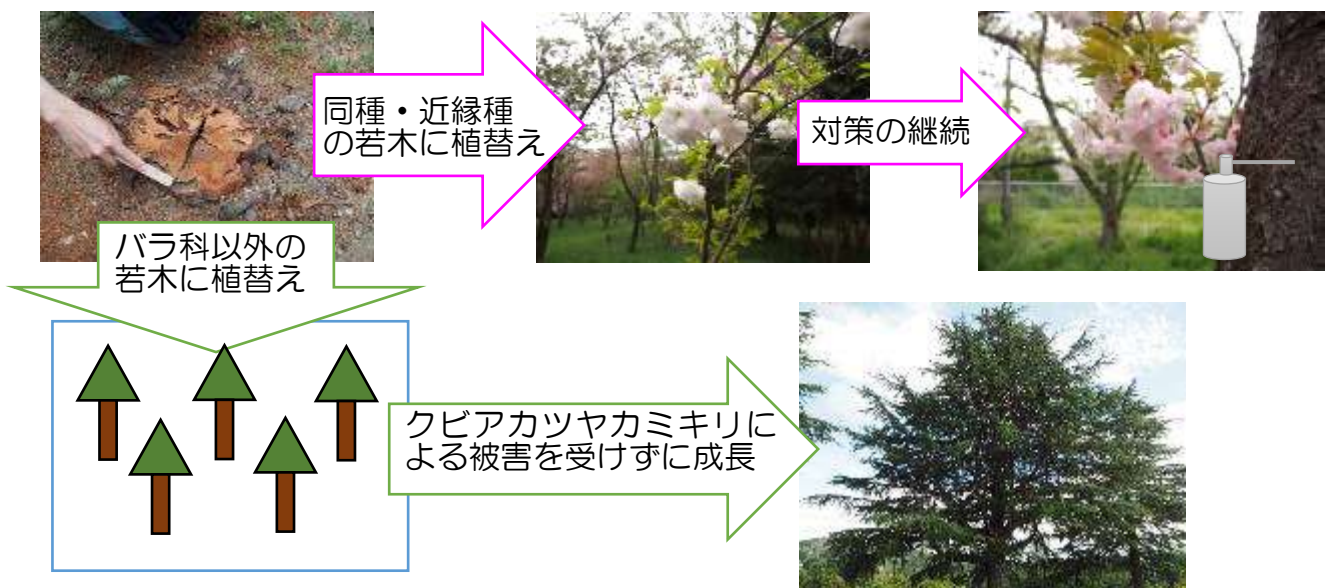 同種・近縁種
の若木に植替え
対策の継続
バラ科以外の
若木に植替え
クビアカツヤカミキリに
よる被害を受けずに成長